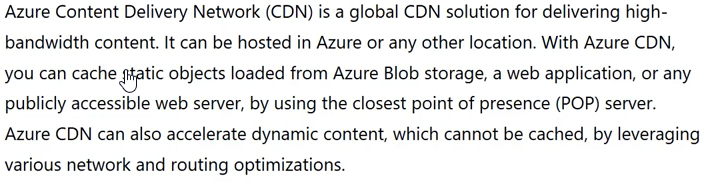 Azure Content Delivery Network (CDN) is a global CDN solution for delivering high-
bandwidth content. It can be hosted in Azure or any other location. With Azure CDN,
you can cache static objects loaded from Azure Blob storage, a web application, or any
publicly accessible web server, by using the closest point of presence (POP) server.
Azure CDN can also accelerate dynamic content, which cannot be cached, by leveraging
various network and routing optimizations.